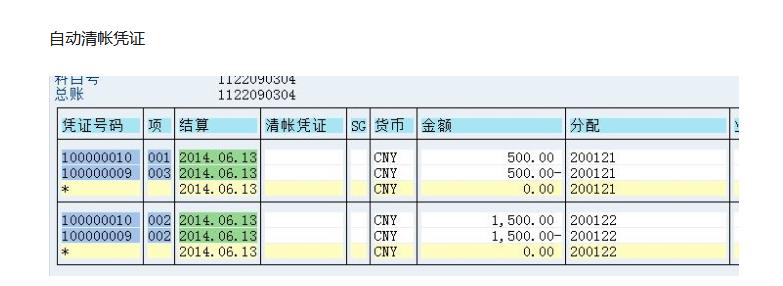 自动清帐凭证
科目号 1122090304
总账 1122090304
凭证号码 项 结算 清帐凭证 SG 货币 金额 分配
100000010 001 2014.06.13 CNY 500.00 200121
100000009 003 2014.06.13 CNY 500.00- 200121
* 2014.06.13 CNY 0.00 200121
100000010 002 2014.06.13 CNY 1,500.00 200122
100000009 002 2014.06.13 CNY 1,500.00- 200122
* 2014.06.13 CNY 0.00 200122